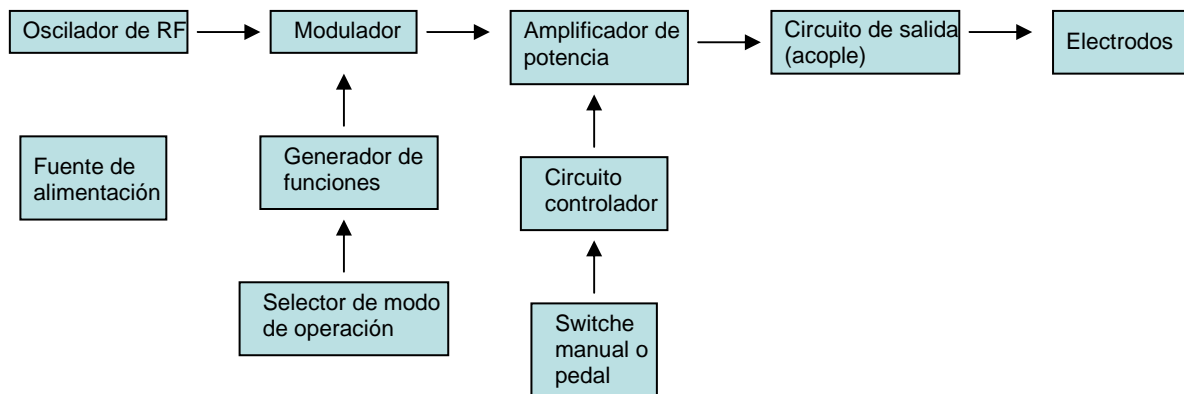 Oscilador de RF
Modulador
Amplificador de
potencia
Circuito de salida
(acople)
Electrodos
Fuente de
alimentación
Generador de
funciones
Circuito
controlador
Selector de modo
de operación
Switche
manual o
pedal